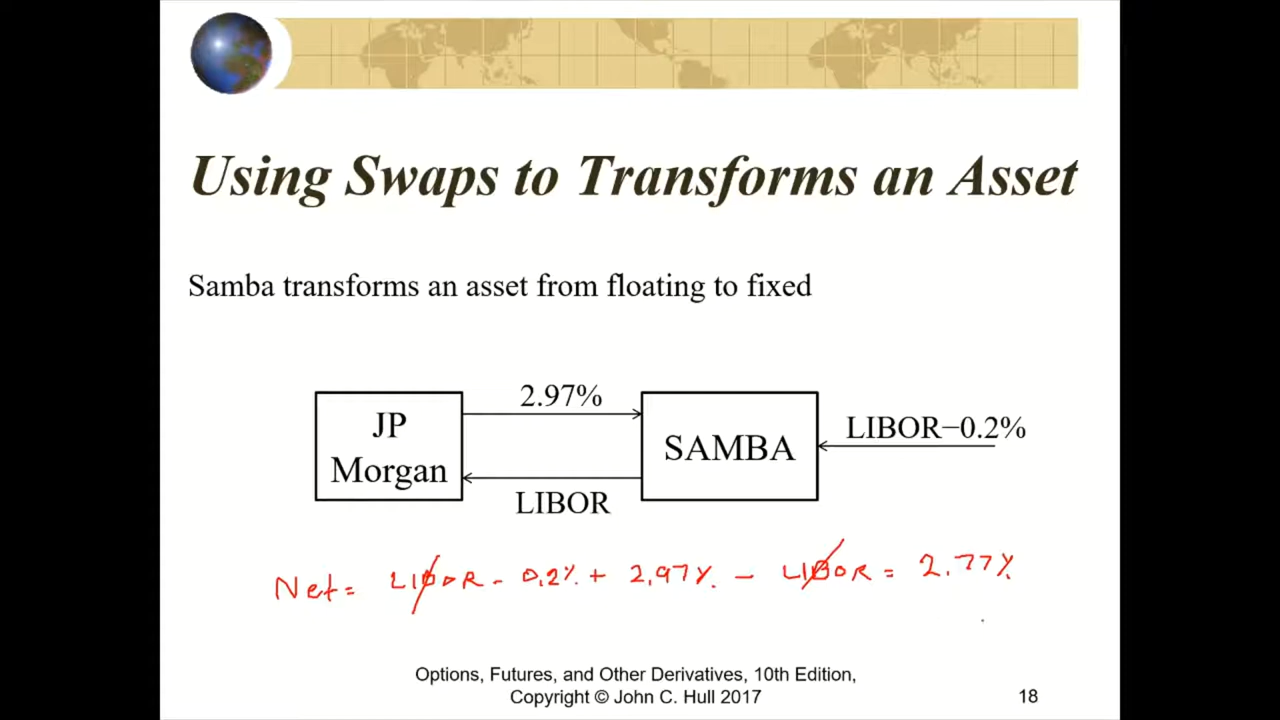 Using Swaps to Transforms an Asset
Samba transforms an asset from floating to fixed
2.97%
JP
Morgan
SAMBA
LIBOR−0.2%
LIBOR
Net = LIBOR - 0.2% + 2.97% - LIBOR = 2.77%
Options, Futures, and Other Derivatives, 10th Edition,
Copyright © John C. Hull 2017
18